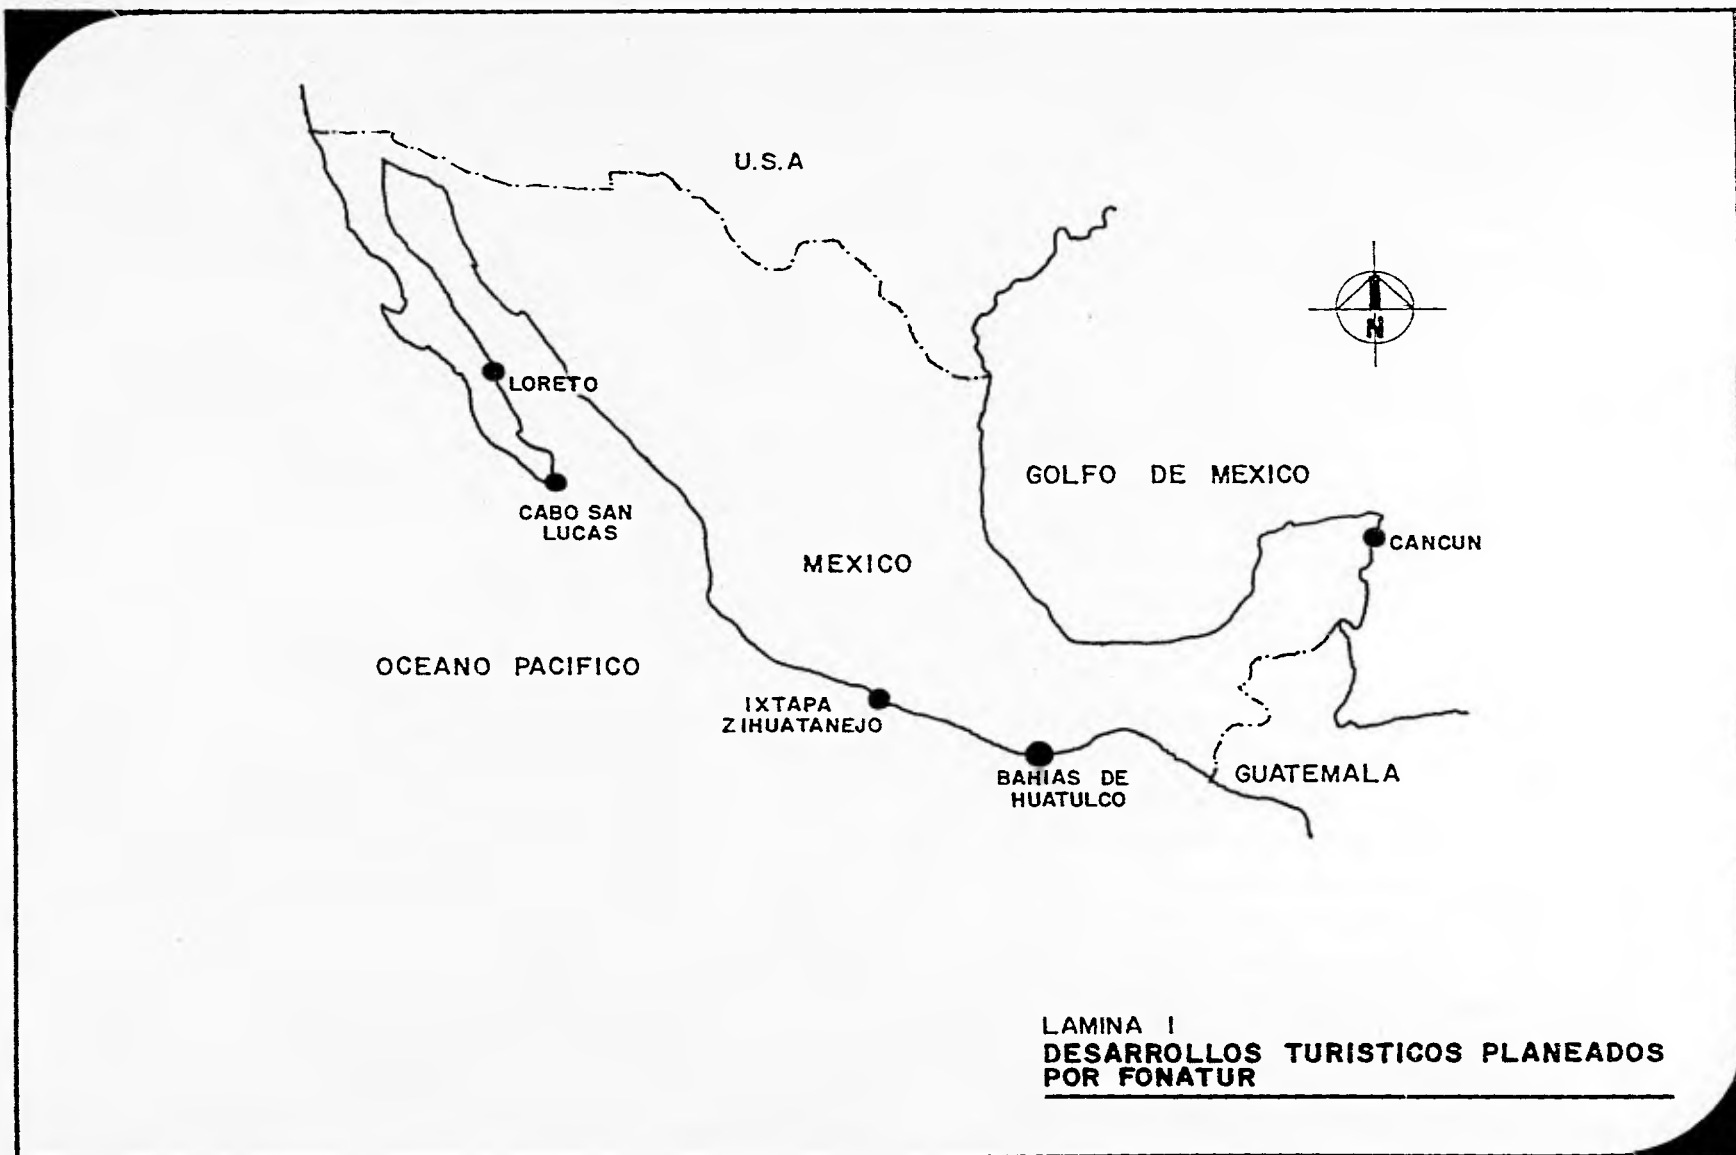 U.S.A
N
LORETO
GOLFO DE MEXICO
CABO SAN
LUCAS
CANCUN
MEXICO
OCEANO PACIFICO
IXTAPA
ZIHUATANEJO
BAHIAS DE
HUATULCO
GUATEMALA
LAMINA I
DESARROLLOS TURISTICOS PLANEADOS
POR FONATUR